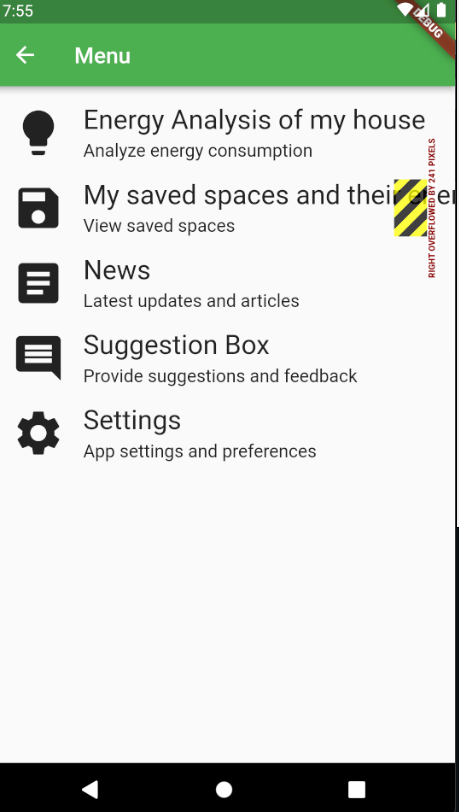 7:55
DEBUG
Menu
Energy Analysis of my house
Analyze energy consumption
My saved spaces and their
View saved spaces
RIGHT OVERFLOWED BY 241 PIXELS
News
Latest updates and articles
Suggestion Box
Provide suggestions and feedback
Settings
App settings and preferences